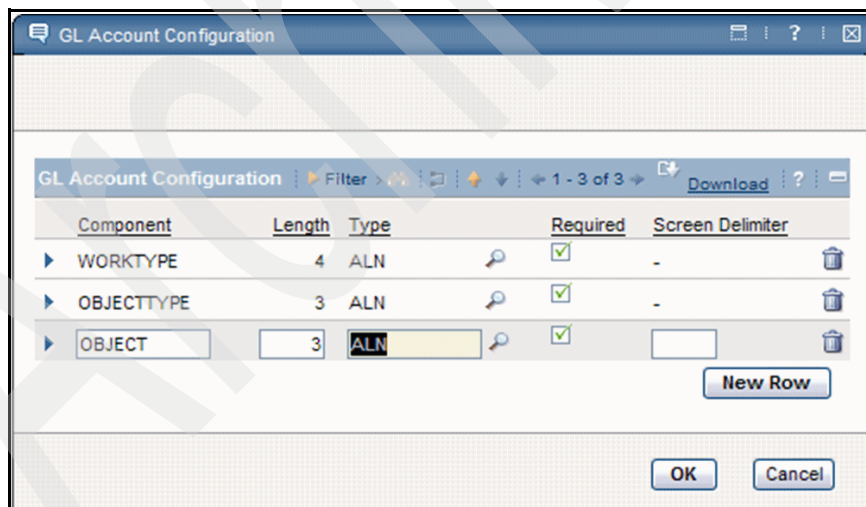 GL Account Configuration ?
GL Account Configuration Filter 1 - 3 of 3 Download ?
Component Length Type Required Screen Delimiter
WORKTYPE 4 ALN -
OBJECTTYPE 3 ALN -
OBJECT 3 ALN
New Row
OK Cancel